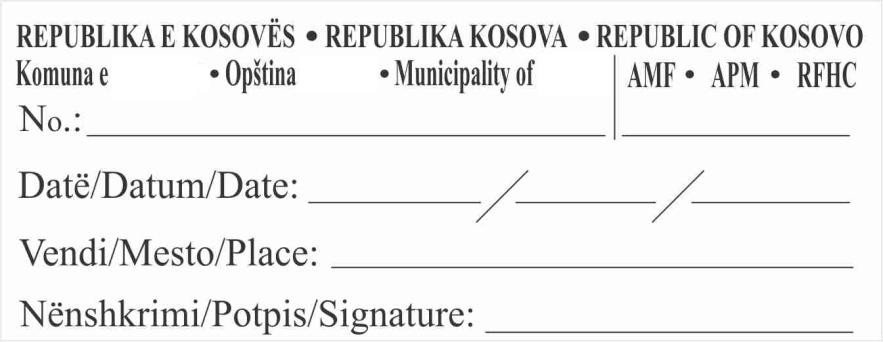 REPUBLIKA E KOSOVËS • REPUBLIKA KOSOVA • REPUBLIC OF KOSOVO
Komuna e • Opština • Municipality of AMF • APM • RFHC
No.:
Datë/Datum/Date: / /
Vendi/Mesto/Place:
Nënshkrimi/Potpis/Signature: